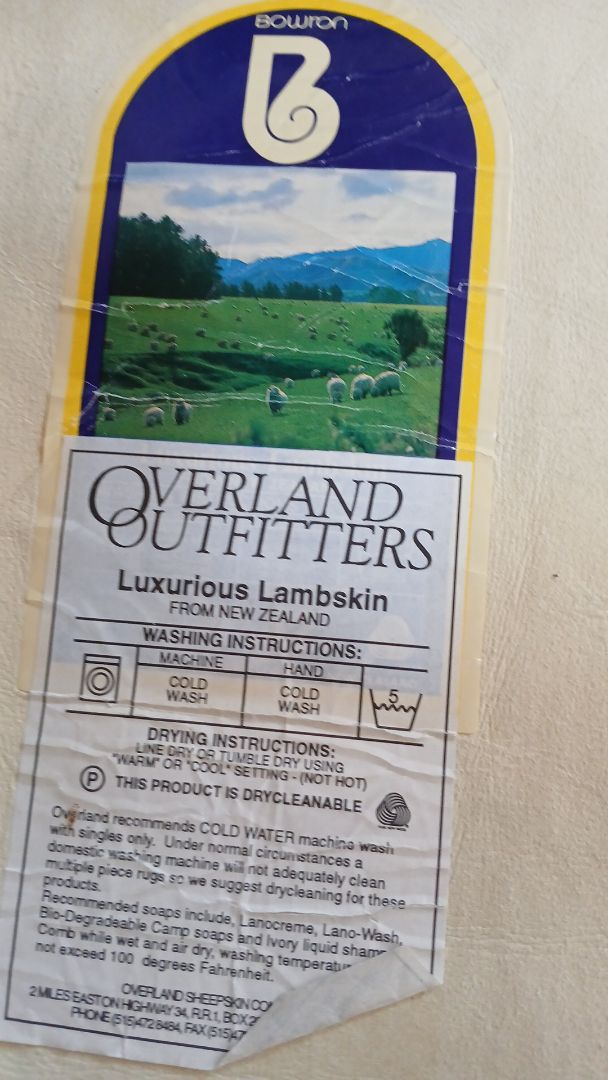 Bowron
B
OVERLAND
OUTFITTERS
Luxurious Lambskin
FROM NEW ZEALAND
WASHING INSTRUCTIONS:
MACHINE HAND
COLD WASH COLD WASH 5
DRYING INSTRUCTIONS:
LINE DRY OR TUMBLE DRY USING
"WARM" OR "COOL" SETTING - (NOT HOT)
P THIS PRODUCT IS DRYCLEANABLE
Overland recommends COLD WATER machine wash
with singles only. Under normal circumstances a
domestic washing machine will not adequately clean
multiple piece rugs so we suggest drycleaning for these
products.
Recommended soaps include, Lanocreme, Lano-Wash,
Bio-Degradeable Camp soaps and Ivory liquid
Comb while wet and air dry, washing
not exceed 100 degrees Fahrenheit.
OVERLAND SHEEPSKIN
2 MILES EAST ON HIGHWAY 34, R.R.1, BOX
PHONE (515) 472 8484, FAX (515)